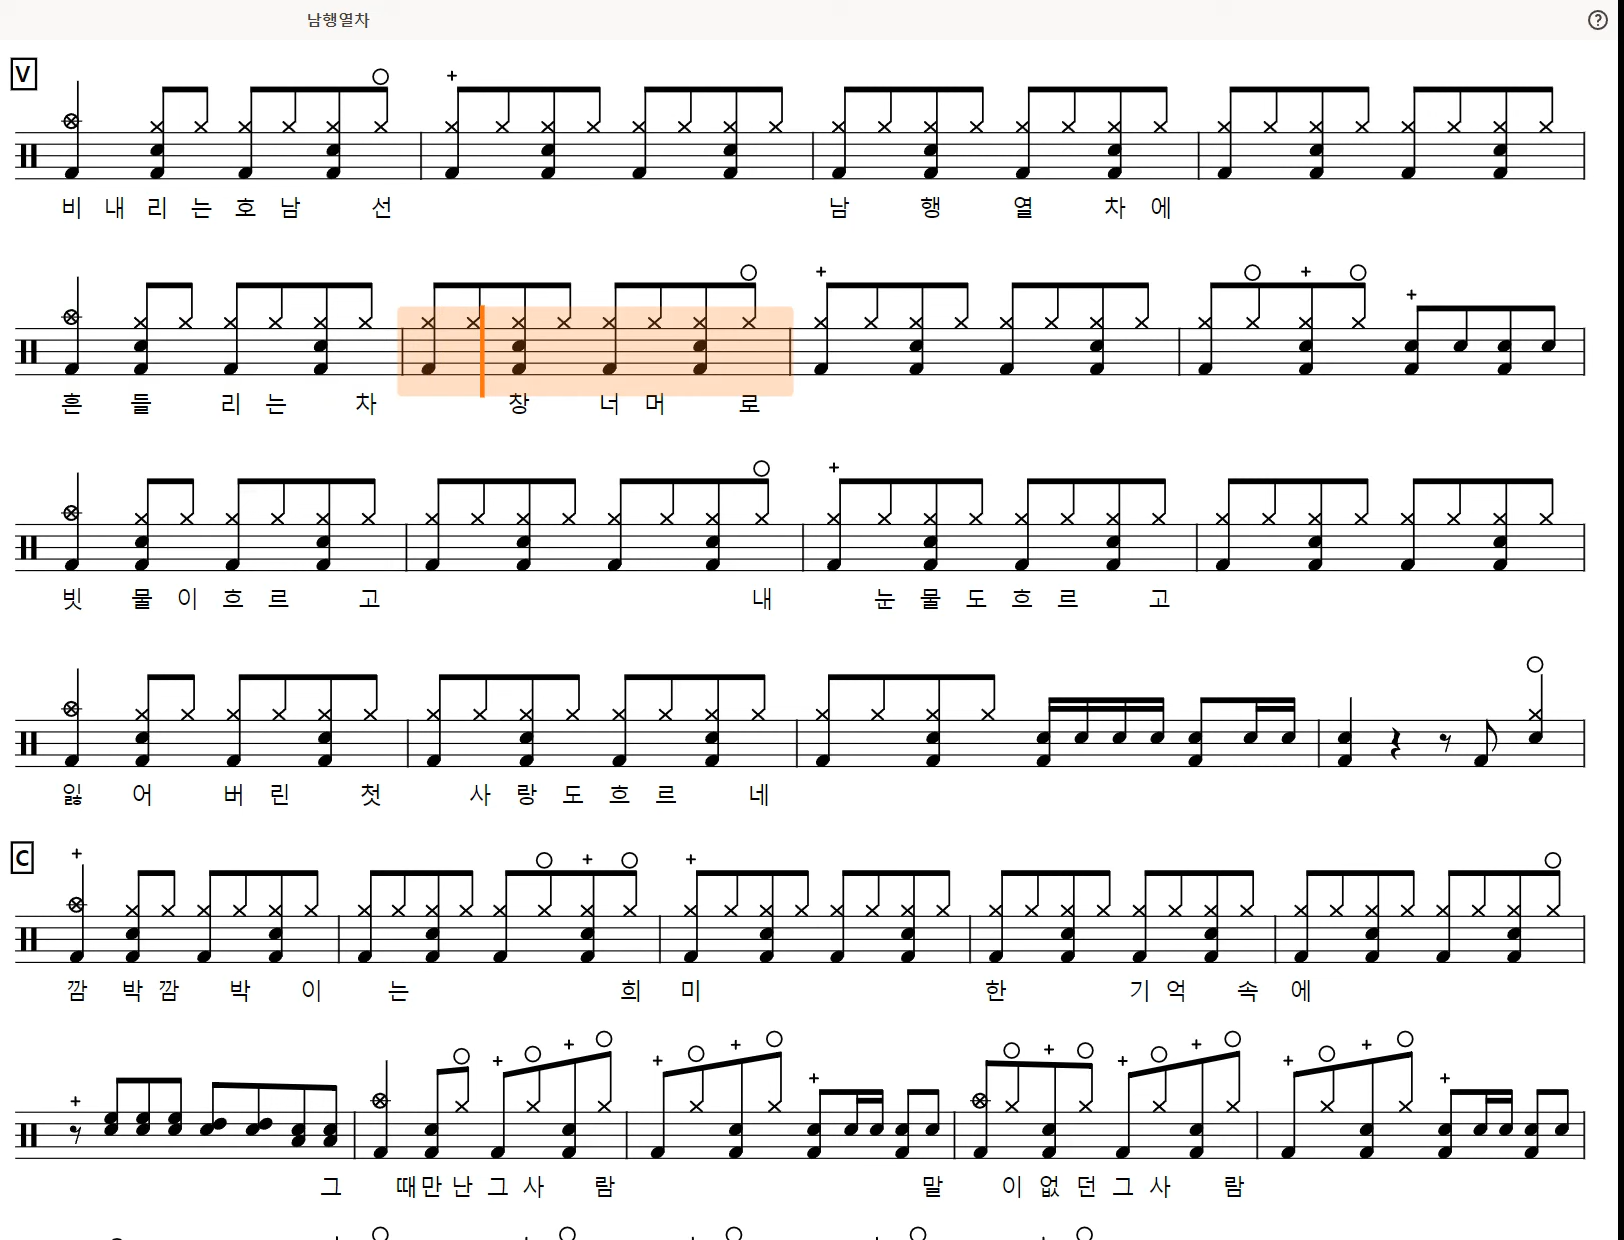 남행열차
V
비 내 리 는 호 남 선 남 행 열 차 에
흔 들 리 는 차 창 너 머 로
빗 물 이 흐 르 고 내 눈 물 도 흐 르 고
잃 어 버 린 첫 사 랑 도 흐 르 네
C
깜 박 깜 박 이 는 희 미 한 기 억 속 에
그 때 만 난 그 사 람 말 이 없 던 그 사 람